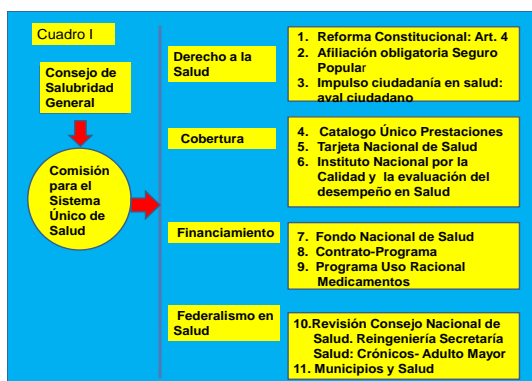 Cuadro I
Consejo de
Salubridad
General
Comisión
para el
Sistema
Único de
Salud
Derecho a la
Salud
1. Reforma Constitucional: Art. 4
2. Afiliación obligatoria Seguro
Popular
3. Impulso ciudadanía en salud:
aval ciudadano
Cobertura
4. Catalogo Único Prestaciones
5. Tarjeta Nacional de Salud
6. Instituto Nacional por la
Calidad y la evaluación del
desempeño en Salud
Financiamiento
7. Fondo Nacional de Salud
8. Contrato-Programa
9. Programa Uso Racional
Medicamentos
Federalismo en
Salud
10.Revisión Consejo Nacional de
Salud. Reingeniería Secretaría
Salud: Crónicos- Adulto Mayor
11. Municipios y Salud